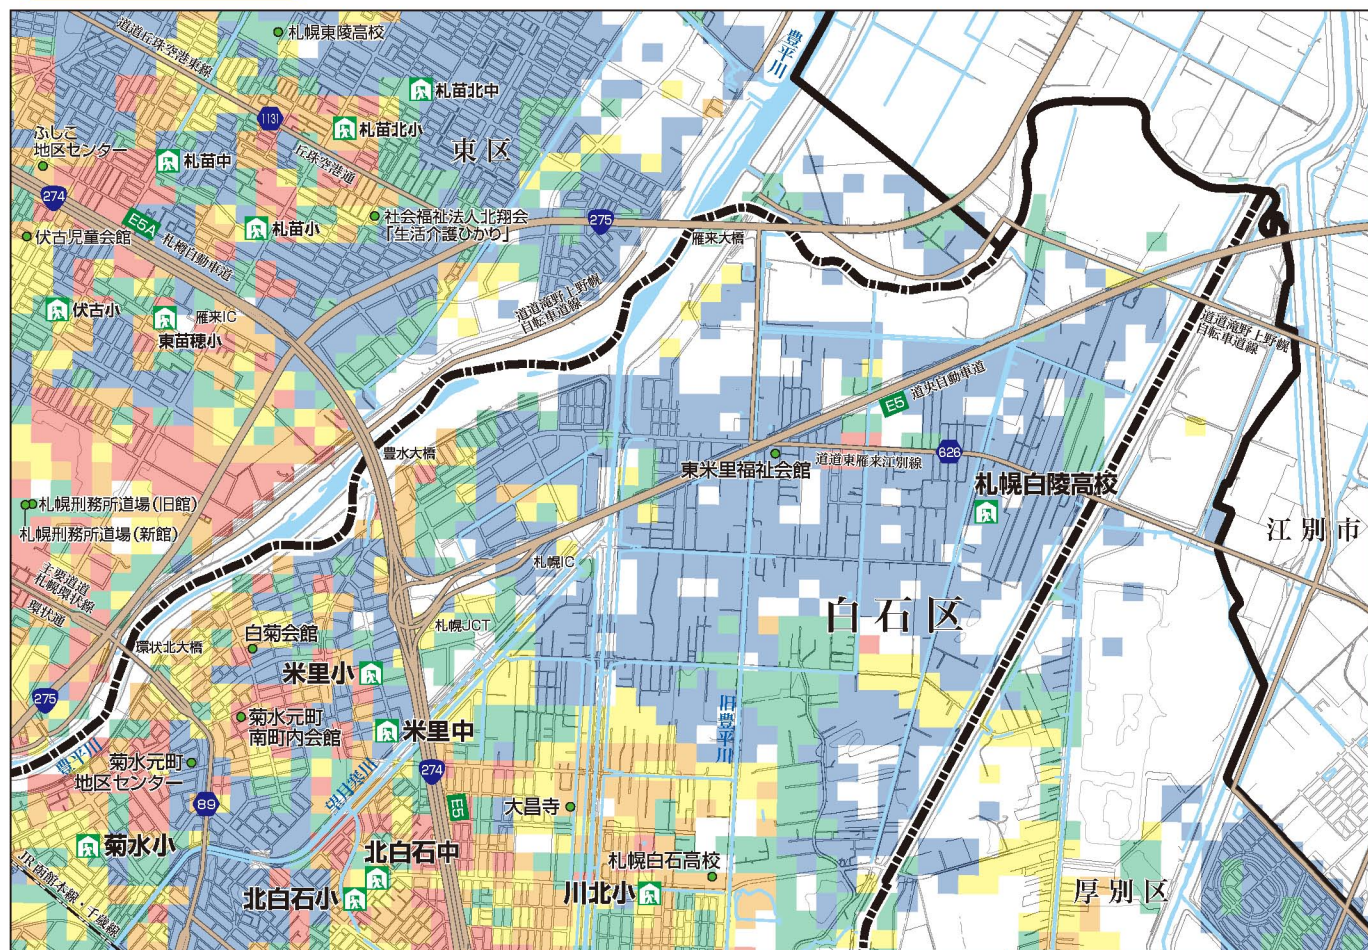 札幌東陵高校
道道丘珠空港東線
豊平川
札苗北中
1131
札苗北小
東区
ふしこ
地区センター
札苗中
丘珠空港通
274
E5A
札樽自動車道
札苗小
社会福祉法人北翔会
「生活介護ひかり」
275
雁来大橋
伏古児童会館
伏古小
雁来IC
東苗穂小
道道滝野上野幌
自転車道線
道道滝野上野幌
自転車道線
E5
道央自動車道
豊水大橋
東米里福祉会館
道道東雁来江別線
626
札幌白陵高校
江別市
札幌刑務所道場(旧館)
札幌刑務所道場(新館)
主要道道
札幌環状線
環状通
札幌IC
白石区
札幌JCT
環状北大橋
白菊会館
米里小
275
菊水元町
南町内会館
米里中
旧豊平川
豊平川
菊水元町
地区センター
274
E5
89
大昌寺
菊水小
北白石中
札幌白石高校
北白石小
川北小
厚別区
JR函館本線・千歳線